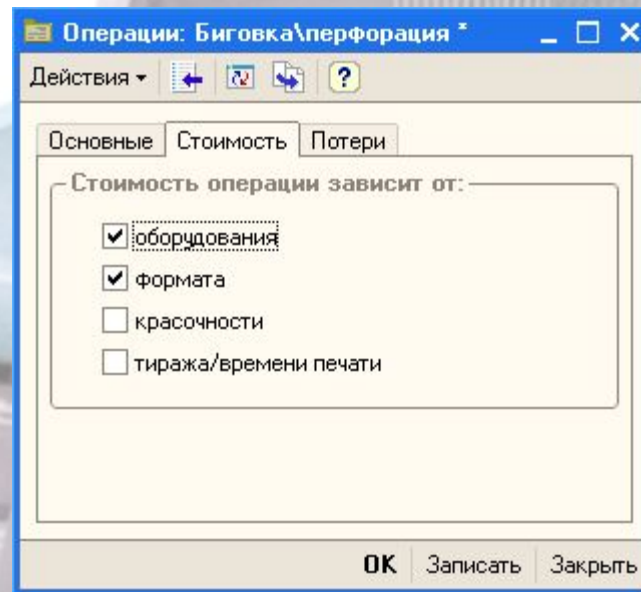 Операции: Биговка\перфорация *
Действия
?
Основные Стоимость Потери
Стоимость операции зависит от:
оборудования
формата
красочности
тиража/времени печати
OK Записать Закрыть